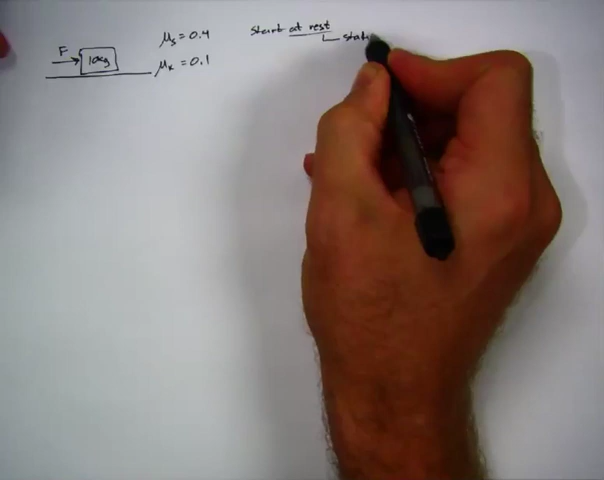 μs = 0.4
start at rest
F
10kg
μk = 0.1